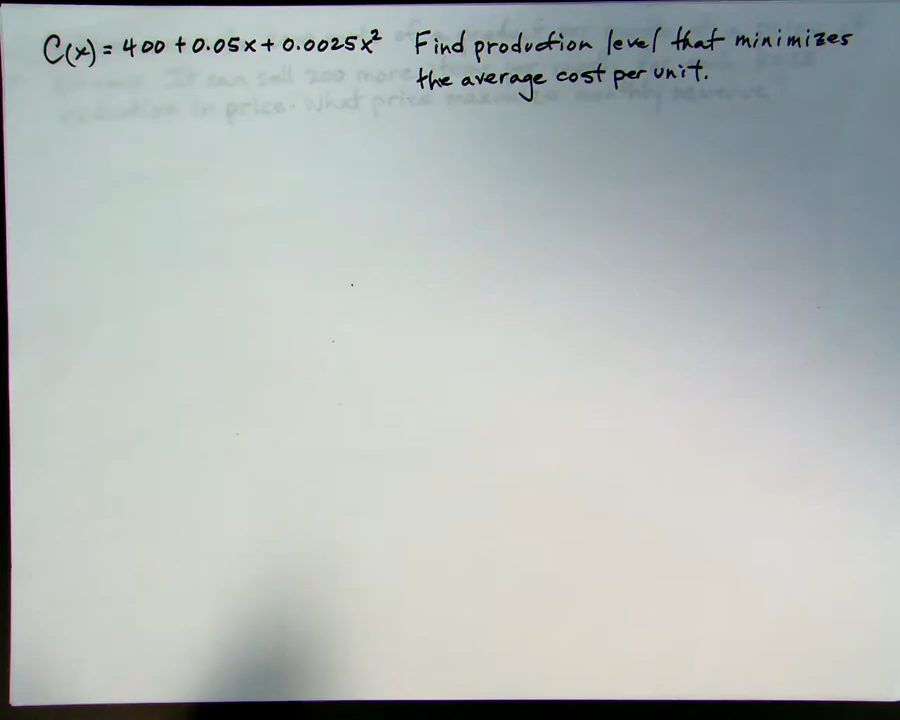 C(x) = 400 + 0.05x + 0.0025x² Find production level that minimizes
the average cost per unit.